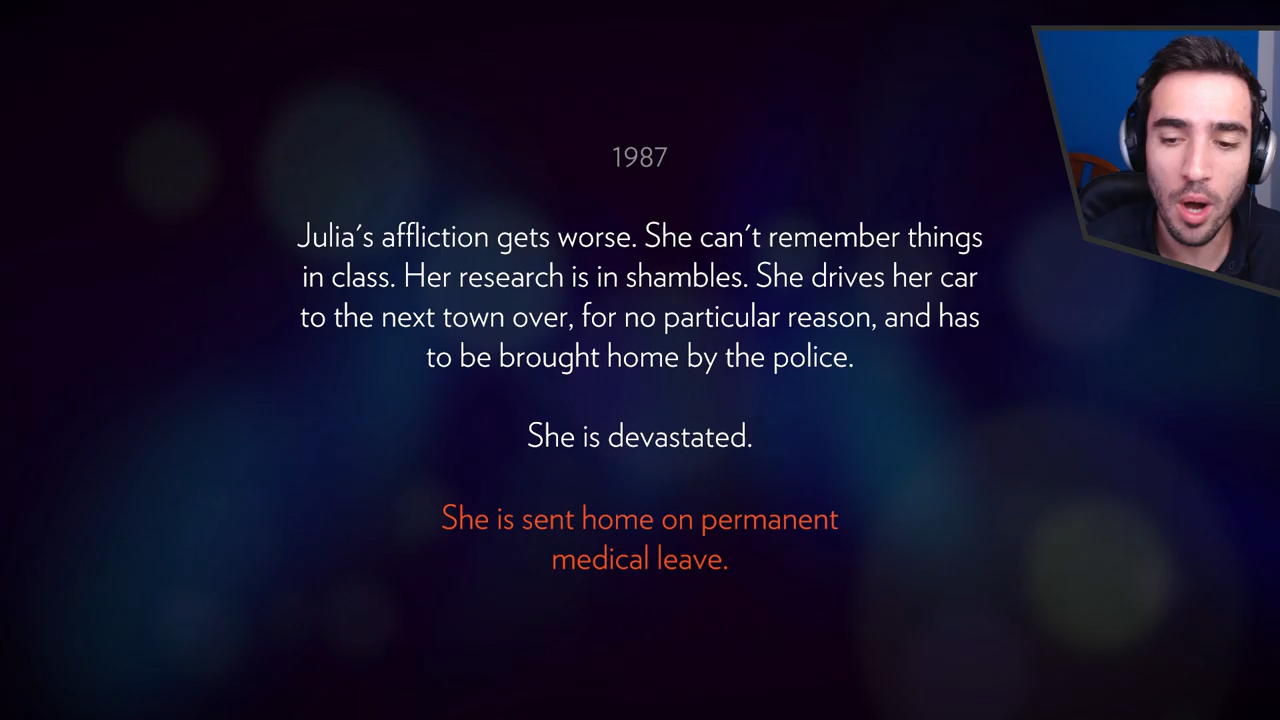 1987
Julia's affliction gets worse. She can't remember things
in class. Her research is in shambles. She drives her car
to the next town over, for no particular reason, and has
to be brought home by the police.
She is devastated.
She is sent home on permanent
medical leave.